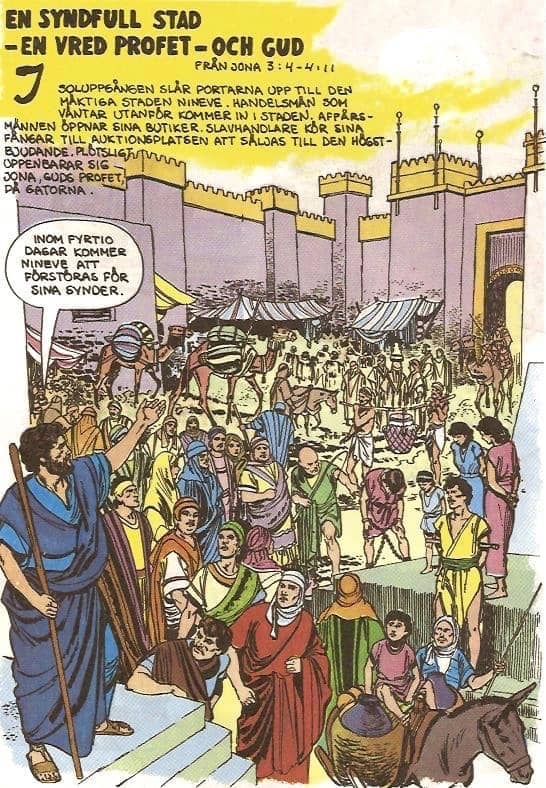 EN SYNDFULL STAD
-EN VRED PROFET-OCH GUD
FRÅN JONA 3:4-4:11
I SOLUPPGÅNGEN SLÅR PORTARNA UPP TILL DEN
MÄKTIGA STADEN NINEVE. HANDELSMÄN SOM
VÄNTAR UTANFÖR KOMMER IN I STADEN. AFFÄRS-
MÄNNEN ÖPPNAR SINA BUTIKER. SLAVHANDLARE KÖR SINA
FÅNGAR TILL AUKTIONSPLATSEN ATT SÄLJAS TILL DEN HÖGST-
BJUDANDE. PLÖTSLIGT
UPPENBARAR SIG -
JONA, GUDS PROFET,
PÅ GATORNA.
INOM FYRTIO
DAGAR KOMMER
NINEVE ATT
FÖRSTÖRAS FÖR
SINA SYNDER.